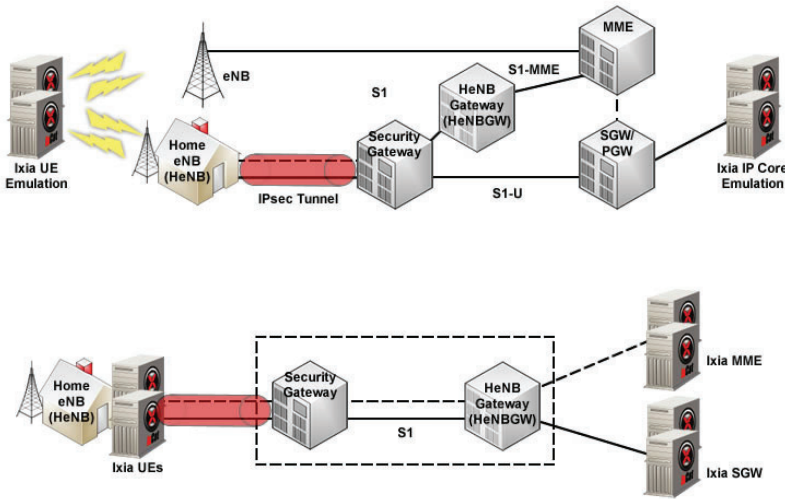 MME
eNB
S1-MME
S1
HeNB
Gateway
(HeNBGW)
Security
Gateway
SGW/
PGW
Home
eNB
(HeNB)
Ixia UE
Emulation
IPsec Tunnel
S1-U
Ixia IP Core
Emulation
Home
eNB
(HeNB)
Security
Gateway
HeNB
Gateway
(HeNBGW)
S1
Ixia MME
Ixia UEs
Ixia SGW